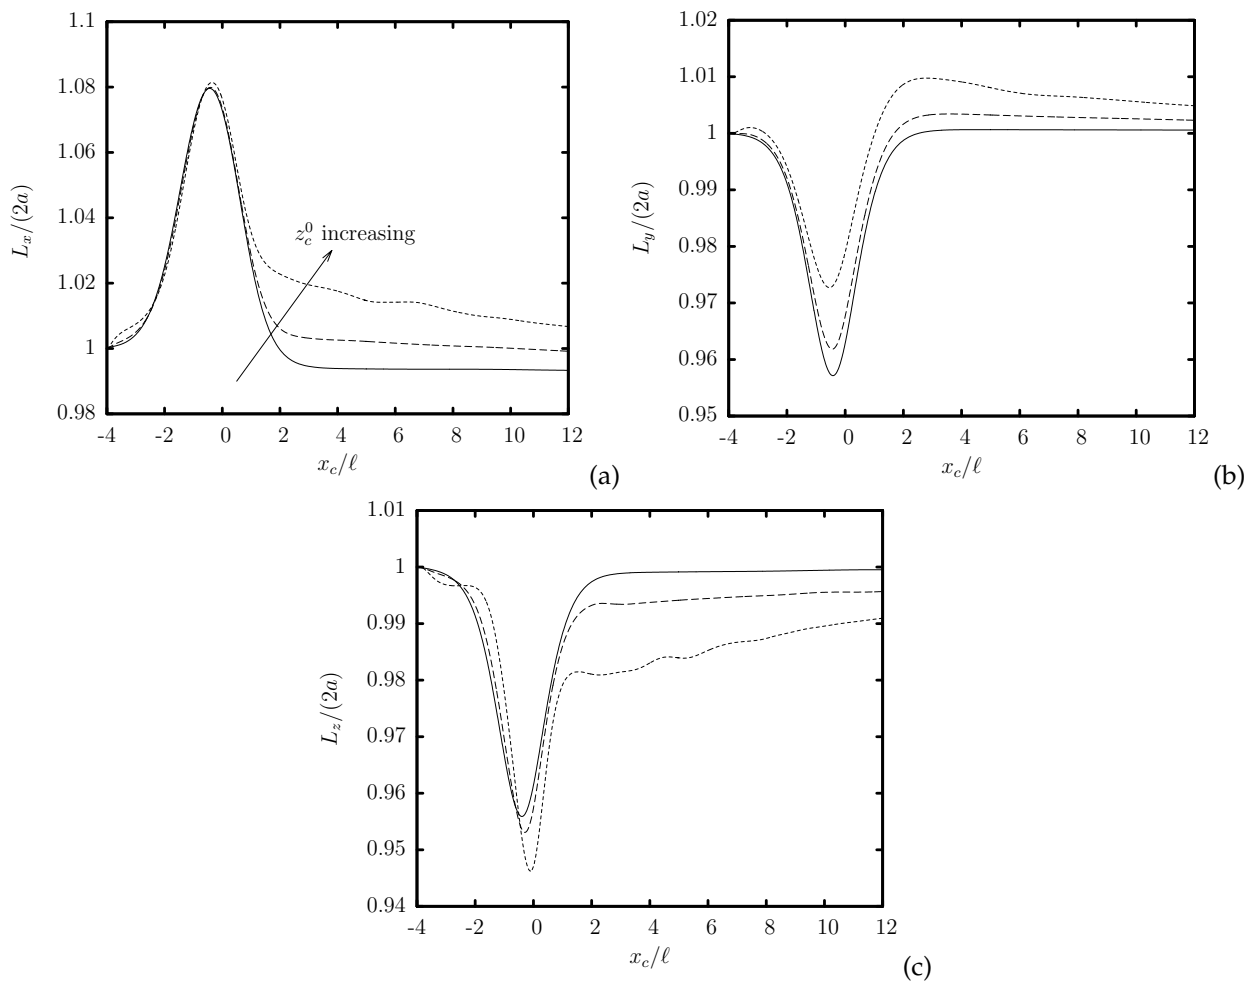 1.1
1.08
1.06
1.04
1.02
1
0.98
L_x/(2a)
z_c^0 increasing
-4 -2 0 2 4 6 8 10 12
x_c/ℓ
(a)
1.02
1.01
1
0.99
0.98
0.97
0.96
0.95
L_y/(2a)
-4 -2 0 2 4 6 8 10 12
x_c/ℓ
(b)
1.01
1
0.99
0.98
0.97
0.96
0.95
0.94
L_z/(2a)
-4 -2 0 2 4 6 8 10 12
x_c/ℓ
(c)